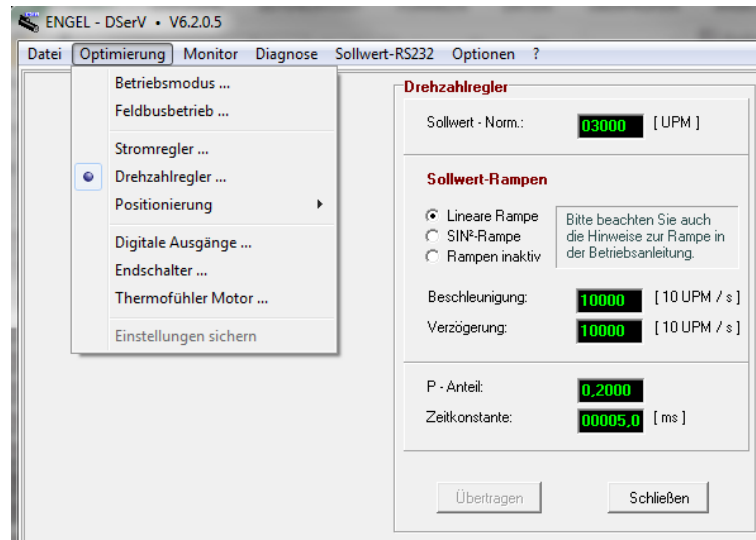 ENGEL - DSerV • V6.2.0.5
Datei Optimierung Monitor Diagnose Sollwert-RS232 Optionen ?
Betriebsmodus ...
Feldbusbetrieb ...
Stromregler ...
Drehzahlregler ...
Positionierung
Digitale Ausgänge ...
Endschalter ...
Thermofühler Motor ...
Einstellungen sichern
Drehzahlregler
Sollwert - Norm.: 03000 [ UPM ]
Sollwert-Rampen
Lineare Rampe
SIN²-Rampe
Rampen inaktiv
Bitte beachten Sie auch
die Hinweise zur Rampe in
der Betriebsanleitung.
Beschleunigung: 10000 [ 10 UPM / s ]
Verzögerung: 10000 [ 10 UPM / s ]
P - Anteil: 0,2000
Zeitkonstante: 00005,0 [ ms ]
Übertragen Schließen